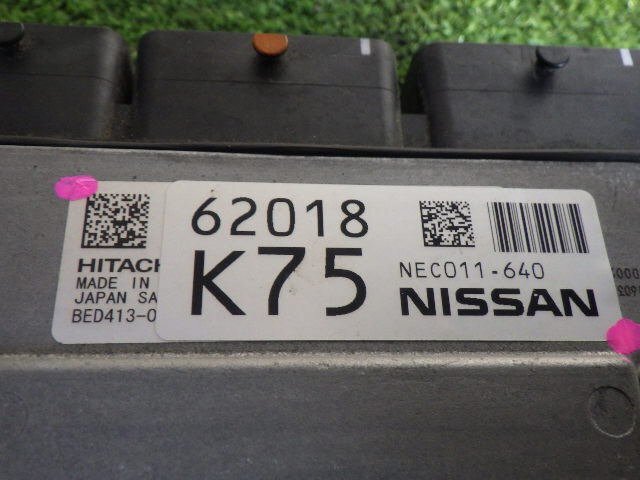 62018
K75
NEC011-640
NISSAN
HITACH
MADE IN
JAPAN SA
BED413-0